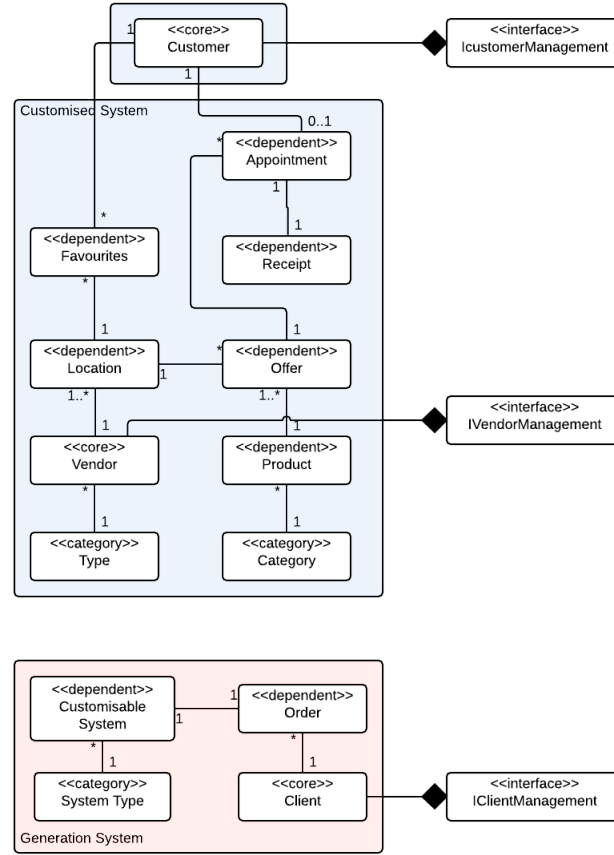 1
<<core>>
Customer
<<interface>>
IcustomerManagement
1
Customised System
0..1
*
<<dependent>>
Appointment
1
1
<<dependent>>
Receipt
*
<<dependent>>
Favourites
*
1
1
<<dependent>>
Location
1
*
<<dependent>>
Offer
1..*
1..*
<<interface>>
IVendorManagement
1
1
<<core>>
Vendor
<<dependent>>
Product
*
*
1
1
<<category>>
Type
<<category>>
Category
<<dependent>>
Customisable
System
1
1
<<dependent>>
Order
*
1
*
1
<<category>>
System Type
<<core>>
Client
<<interface>>
IClientManagement
Generation System